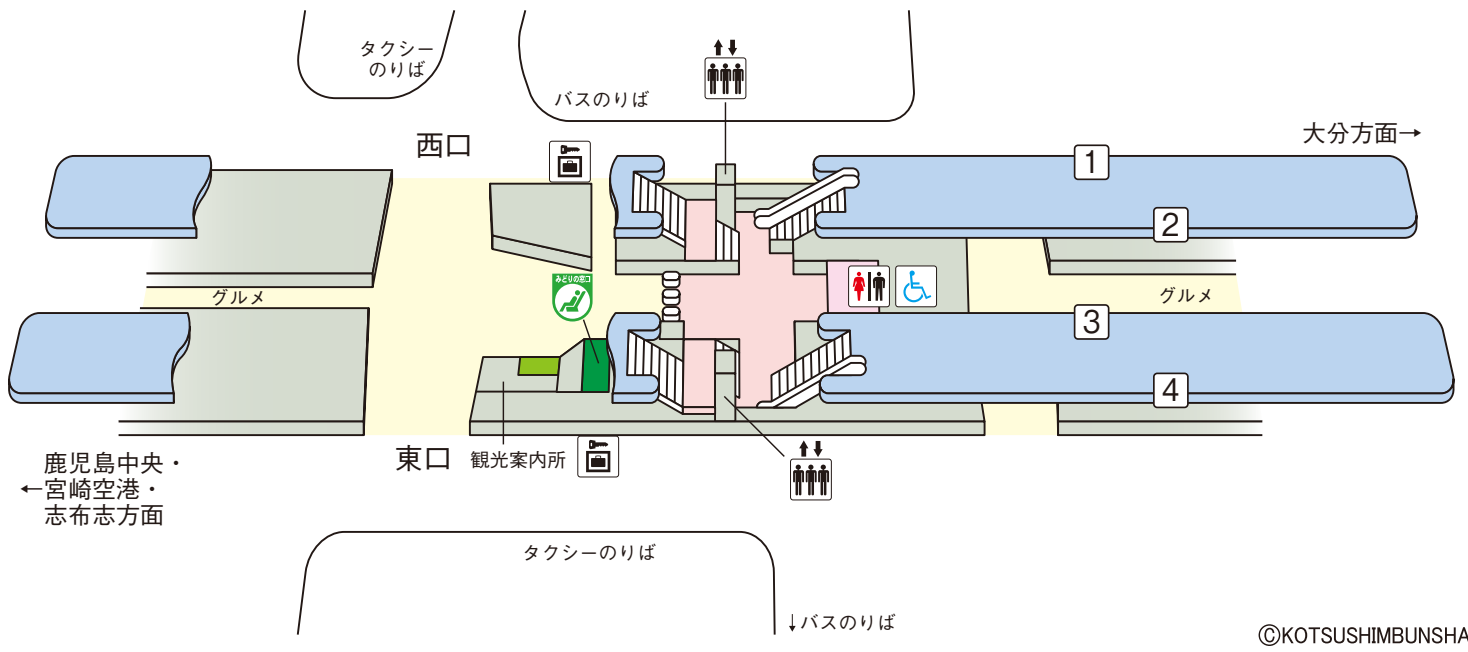 タクシー
のりば
バスのりば
西口
大分方面→
1
2
みどりの窓口
グルメ
グルメ
3
4
東口
観光案内所
鹿児島中央・
←宮崎空港・
志布志方面
タクシーのりば
↓バスのりば
©KOTSUSHIMBUNSHA